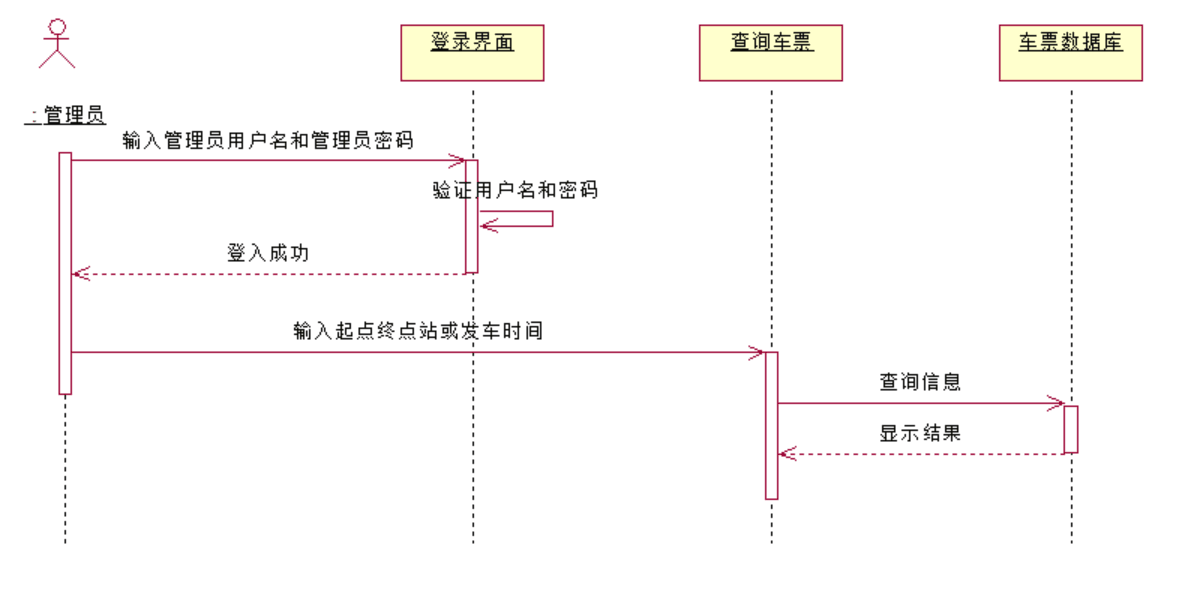 登录界面
查询车票
车票数据库
: 管理员
输入管理员用户名和管理员密码
验证用户名和密码
登入成功
输入起点终点站或发车时间
查询信息
显示结果